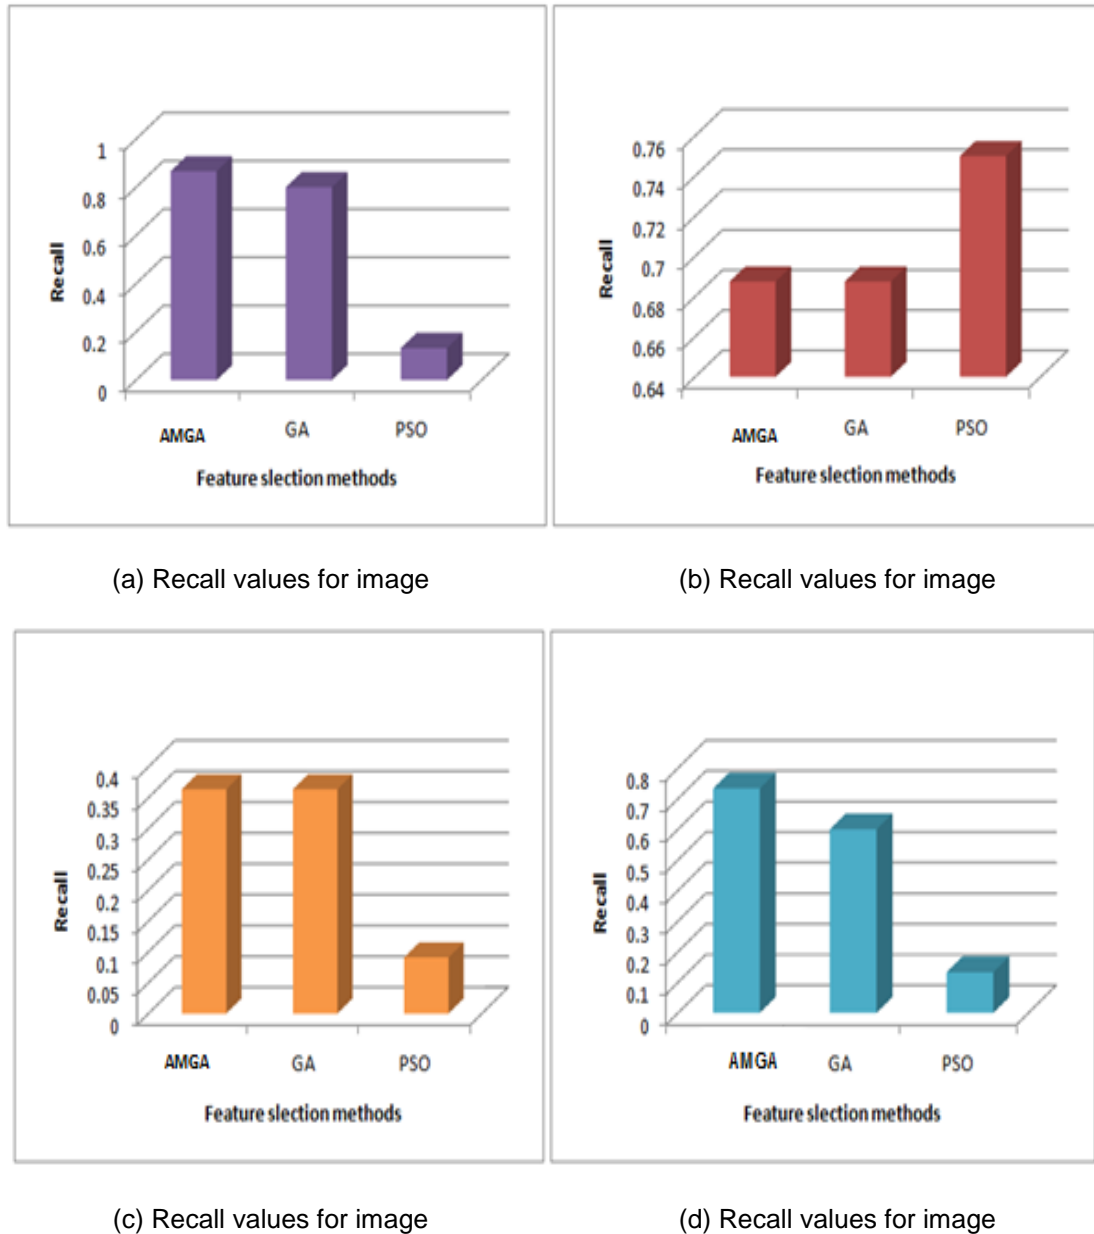 1
0.8
0.6
0.4
0.2
0
Recall
AMGA GA PSO
Feature slection methods
0.76
0.74
0.72
0.7
0.68
0.66
0.64
Recall
AMGA GA PSO
Feature slection methods
(a) Recall values for image
(b) Recall values for image
0.4
0.35
0.3
0.25
0.2
0.15
0.1
0.05
0
Recall
AMGA GA PSO
Feature slection methods
0.8
0.7
0.6
0.5
0.4
0.3
0.2
0.1
0
Recall
AMGA GA PSO
Feature slection methods
(c) Recall values for image
(d) Recall values for image